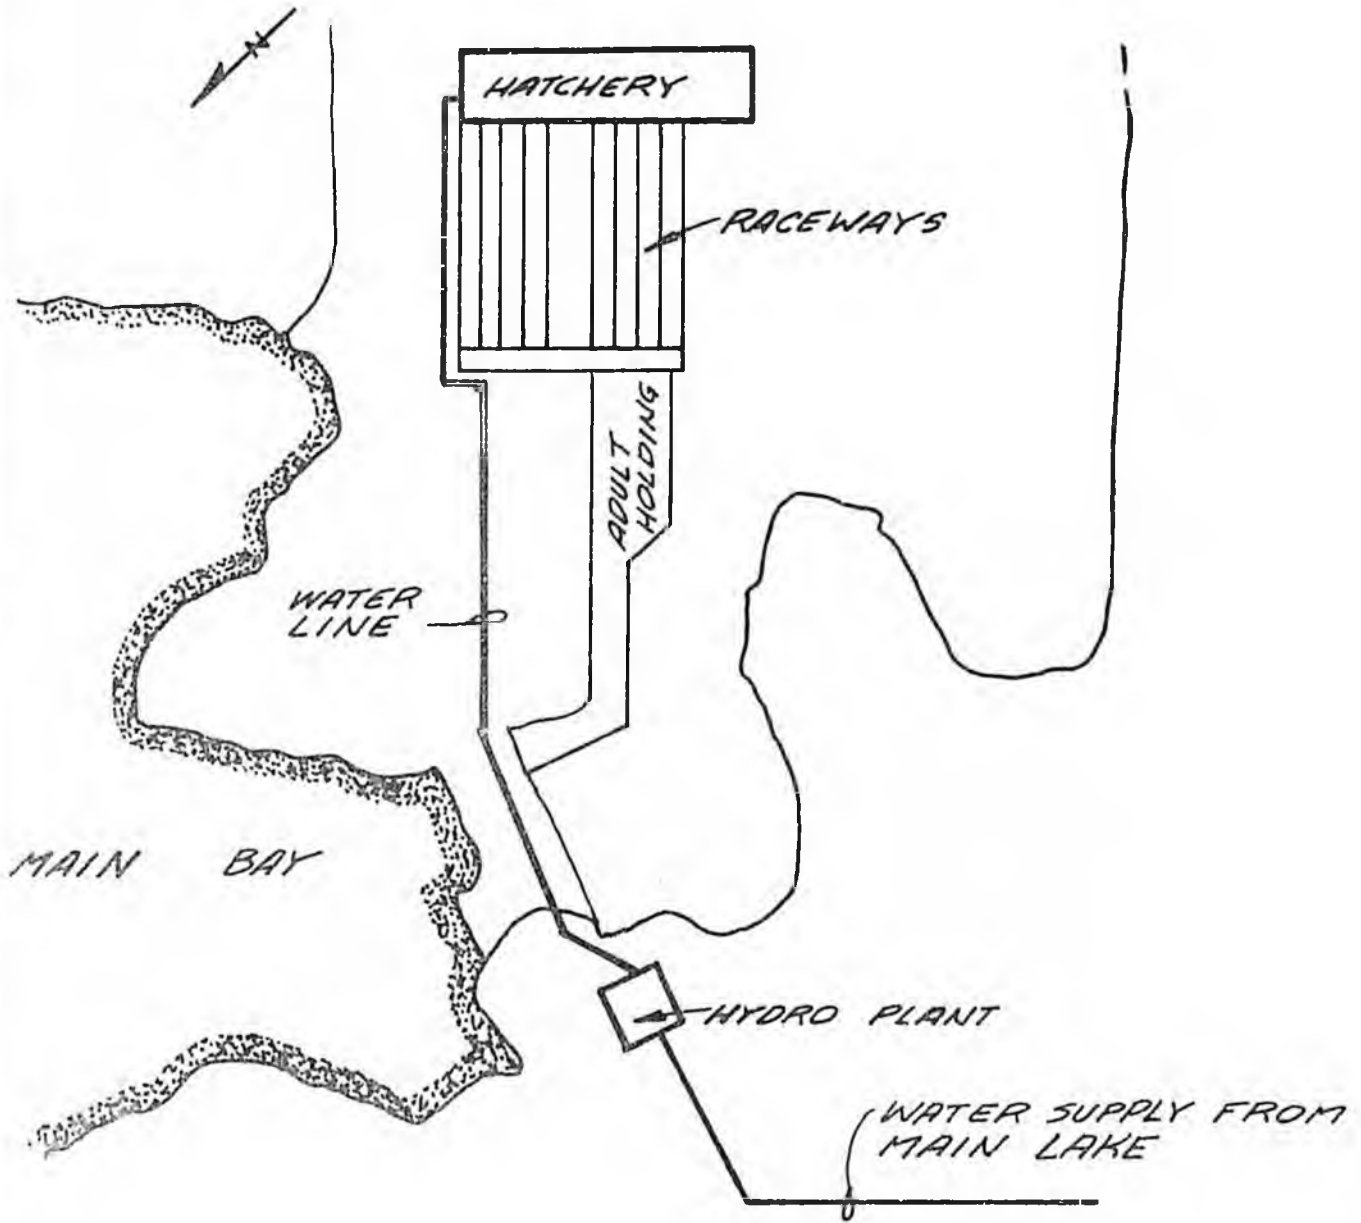 N
HATCHERY
RACEWAYS
ADULT
HOLDING
WATER
LINE
MAIN BAY
HYDRO PLANT
WATER SUPPLY FROM
MAIN LAKE